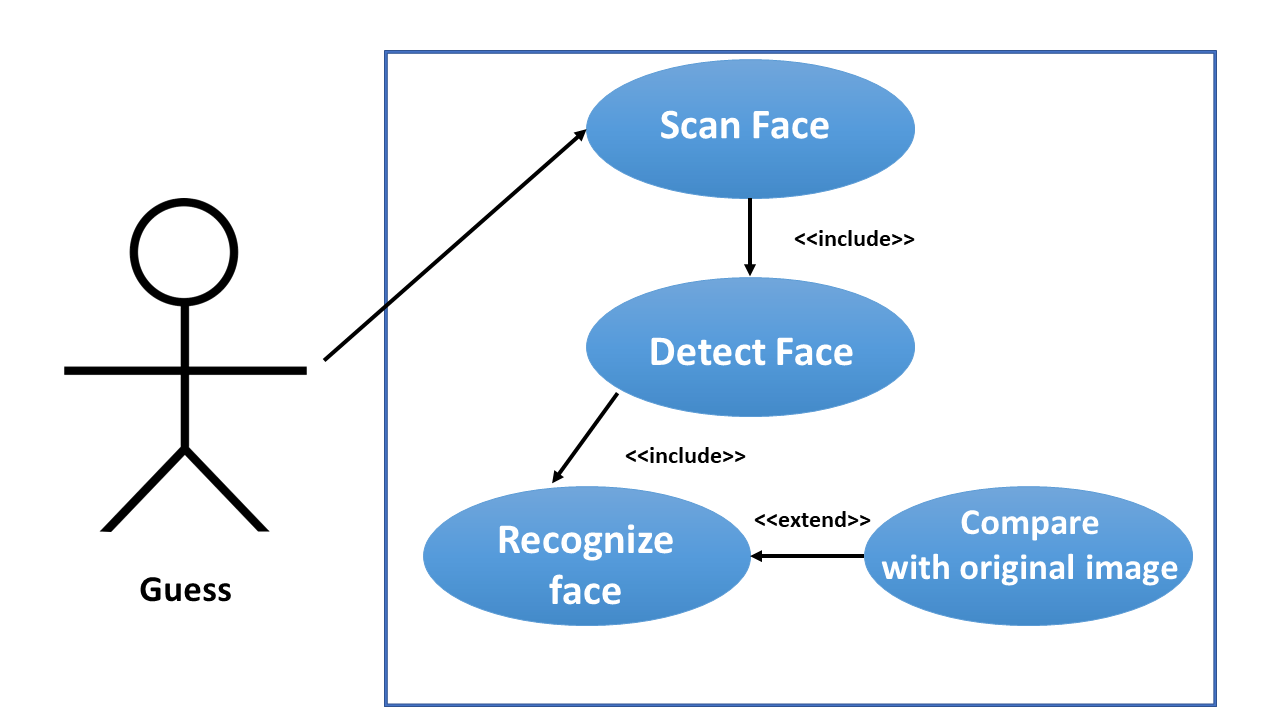 Scan Face
<<include>>
Detect Face
<<include>>
Recognize
face
<<extend>>
Compare
with original image
Guess